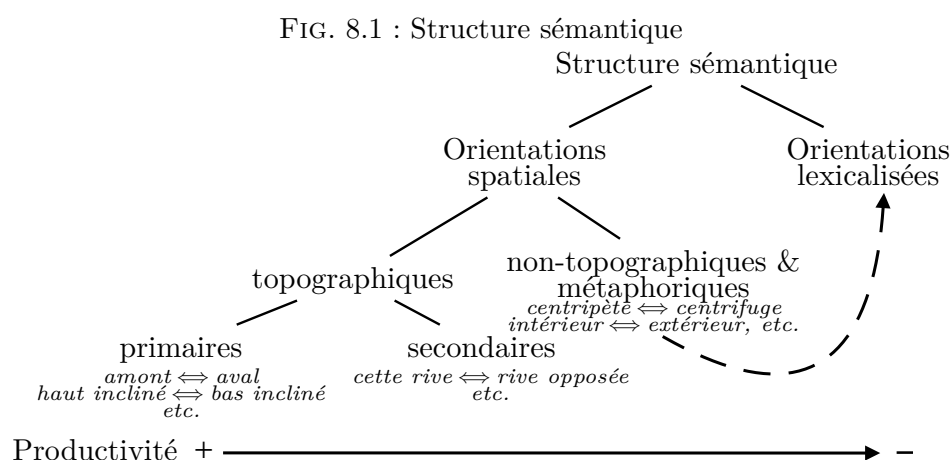 FIG. 8.1 : Structure sémantique
Structure sémantique
Orientations
spatiales
Orientations
lexicalisées
topographiques
non-topographiques &
métaphoriques
centripète ⟺ centrifuge
intérieur ⟺ extérieur, etc.
primaires
amont ⟺ aval
haut incliné ⟺ bas incliné
etc.
secondaires
cette rive ⟺ rive opposée
etc.
Productivité + –